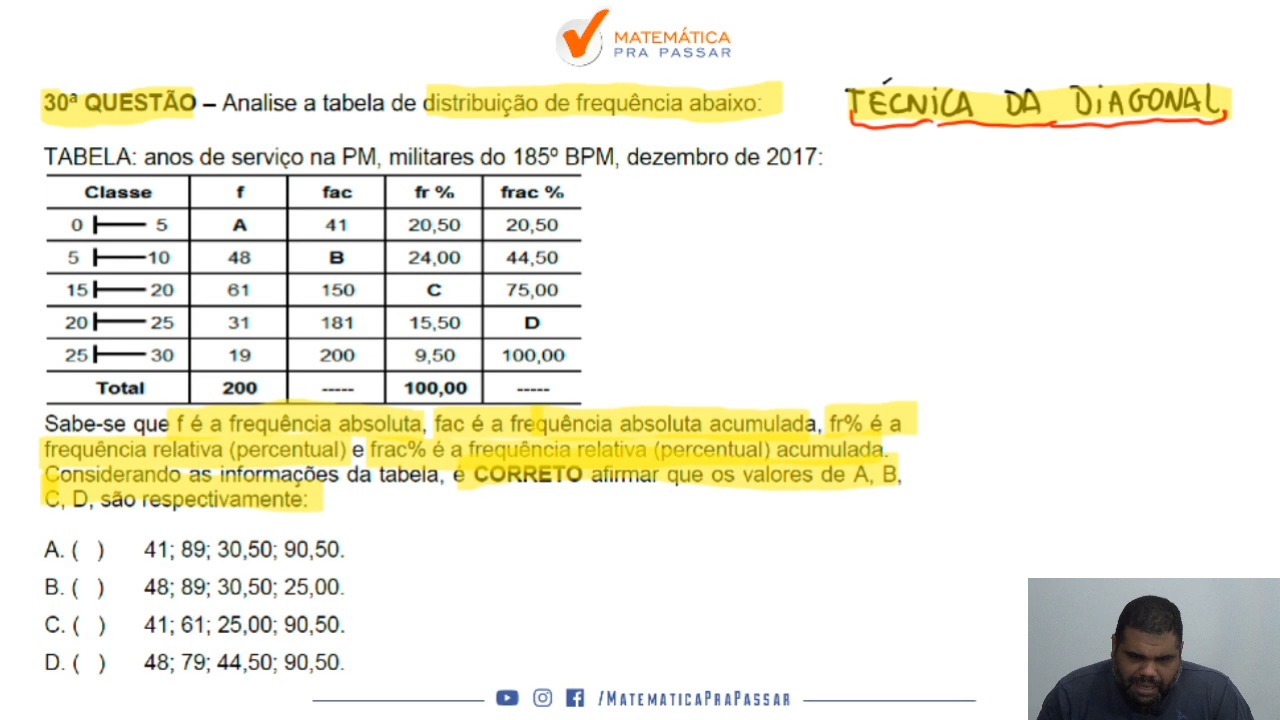 MATEMÁTICA
PRA PASSAR
30ª QUESTÃO – Analise a tabela de distribuição de frequência abaixo:
TÉCNICA DA DIAGONAL
TABELA: anos de serviço na PM, militares do 185º BPM, dezembro de 2017:
Classe f fac fr % frac %
0 5 A 41 20,50 20,50
5 10 48 B 24,00 44,50
15 20 61 150 C 75,00
20 25 31 181 15,50 D
25 30 19 200 9,50 100,00
Total 200 ----- 100,00 -----
Sabe-se que f é a frequência absoluta, fac é a frequência absoluta acumulada, fr% é a
frequência relativa (percentual) e frac% é a frequência relativa (percentual) acumulada.
Considerando as informações da tabela, é CORRETO afirmar que os valores de A, B,
C, D, são respectivamente:
A. ( ) 41; 89; 30,50; 90,50.
B. ( ) 48; 89; 30,50; 25,00.
C. ( ) 41; 61; 25,00; 90,50.
D. ( ) 48; 79; 44,50; 90,50.
/MATEMATICAPRAPASSAR